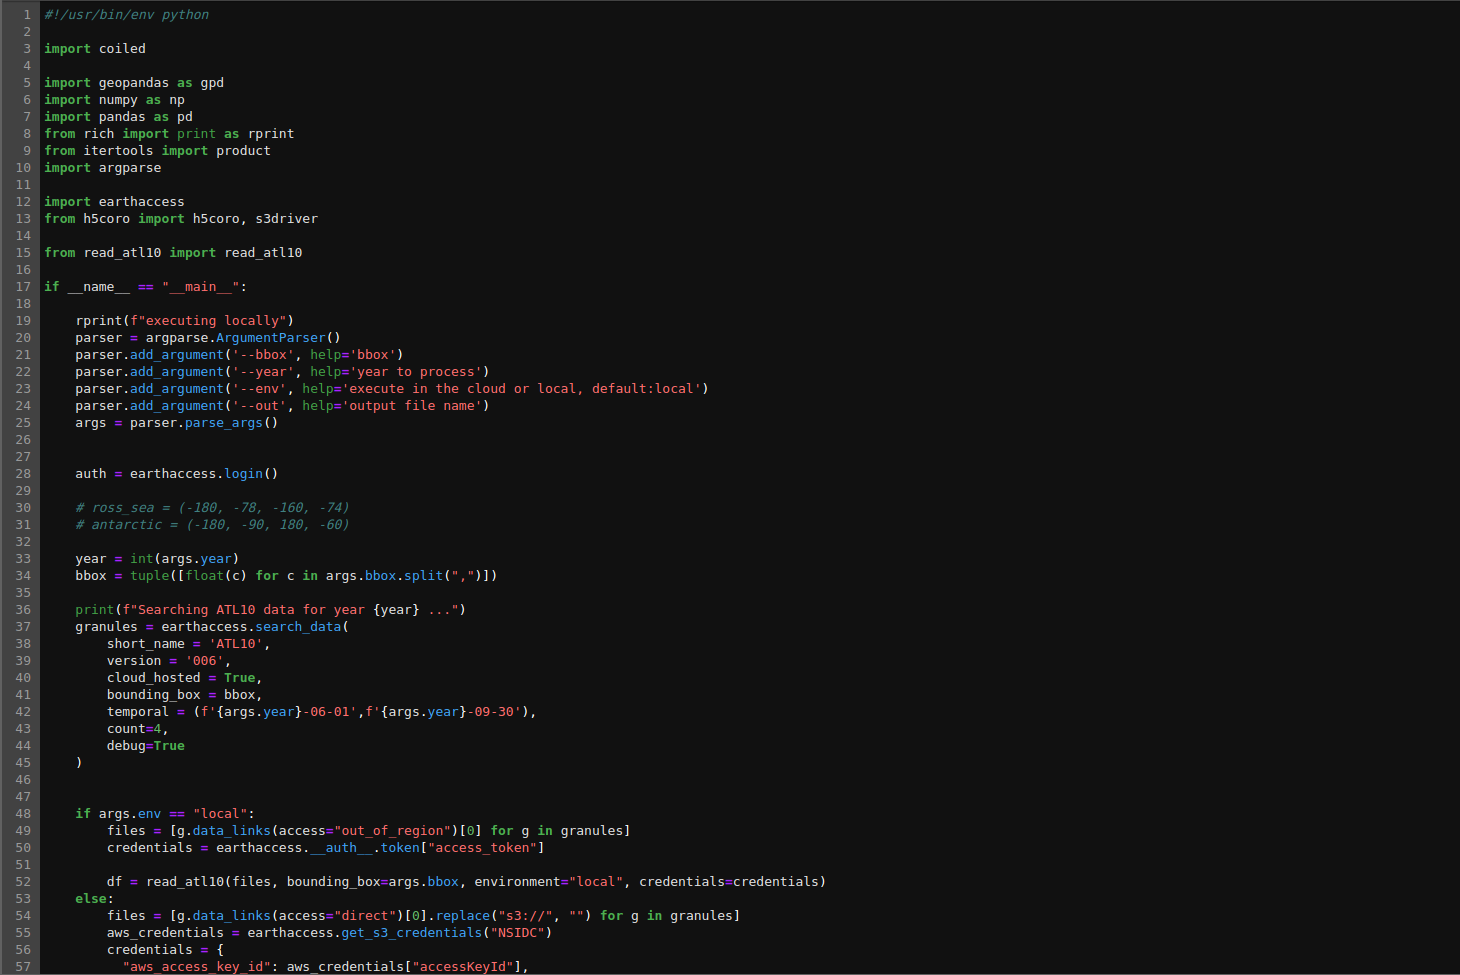 1 #!/usr/bin/env python
2
3 import coiled
4
5 import geopandas as gpd
6 import numpy as np
7 import pandas as pd
8 from rich import print as rprint
9 from itertools import product
10 import argparse
11
12 import earthaccess
13 from h5coro import h5coro, s3driver
14
15 from read_atl10 import read_atl10
16
17 if __name__ == "__main__":
18
19     rprint(f"executing locally")
20     parser = argparse.ArgumentParser()
21     parser.add_argument('--bbox', help='bbox')
22     parser.add_argument('--year', help='year to process')
23     parser.add_argument('--env', help='execute in the cloud or local, default:local')
24     parser.add_argument('--out', help='output file name')
25     args = parser.parse_args()
26
27
28     auth = earthaccess.login()
29
30     # ross_sea = (-180, -78, -160, -74)
31     # antarctic = (-180, -90, 180, -60)
32
33     year = int(args.year)
34     bbox = tuple([float(c) for c in args.bbox.split(",")])
35
36     print(f"Searching ATL10 data for year {year} ...")
37     granules = earthaccess.search_data(
38         short_name = 'ATL10',
39         version = '006',
40         cloud_hosted = True,
41         bounding_box = bbox,
42         temporal = (f'{args.year}-06-01',f'{args.year}-09-30'),
43         count=4,
44         debug=True
45     )
46
47
48     if args.env == "local":
49         files = [g.data_links(access="out_of_region")[0] for g in granules]
50         credentials = earthaccess.__auth__.token["access_token"]
51
52         df = read_atl10(files, bounding_box=args.bbox, environment="local", credentials=credentials)
53     else:
54         files = [g.data_links(access="direct")[0].replace("s3://", "") for g in granules]
55         aws_credentials = earthaccess.get_s3_credentials("NSIDC")
56         credentials = {
57           "aws_access_key_id": aws_credentials["accessKeyId"],